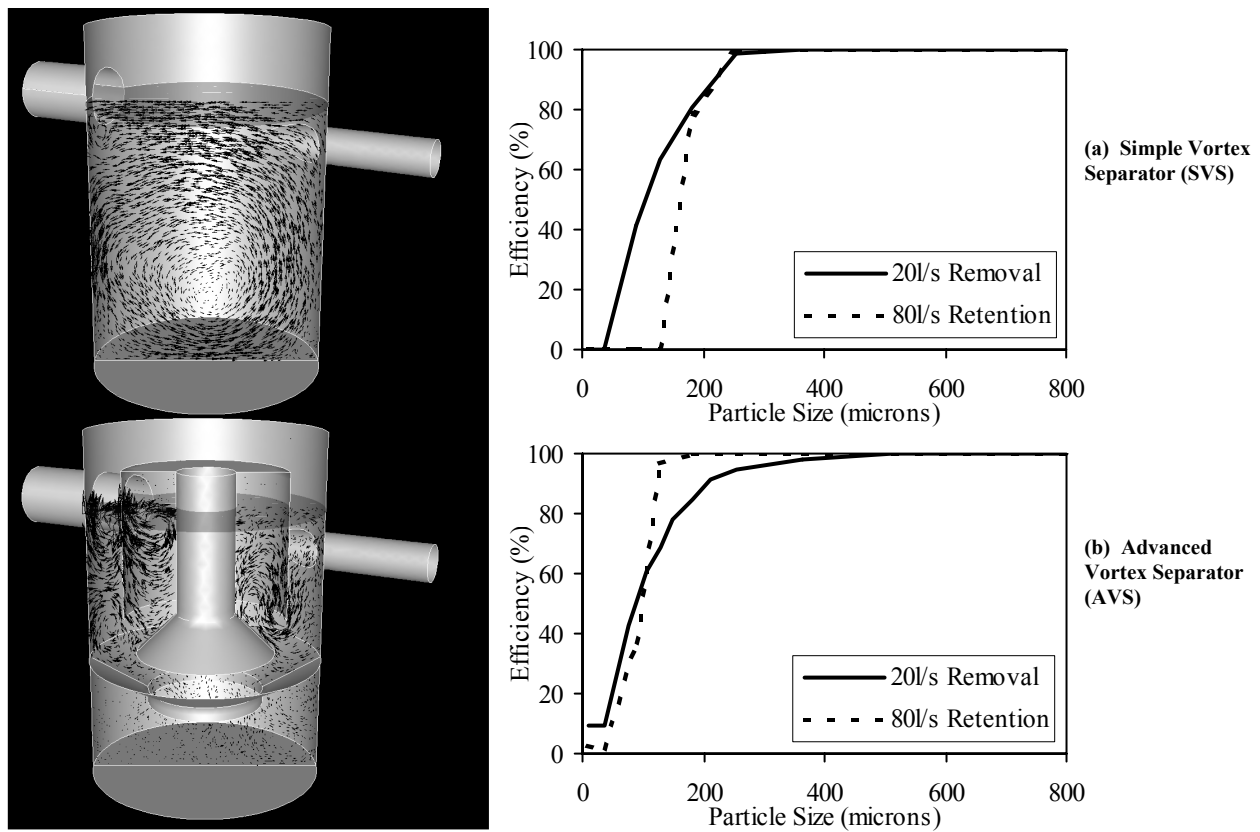 100
80
60
40
20
0
Efficiency (%)
20l/s Removal
80l/s Retention
0 200 400 600 800
Particle Size (microns)
(a) Simple Vortex
Separator (SVS)
100
80
60
40
20
0
Efficiency (%)
20l/s Removal
80l/s Retention
0 200 400 600 800
Particle Size (microns)
(b) Advanced
Vortex Separator
(AVS)